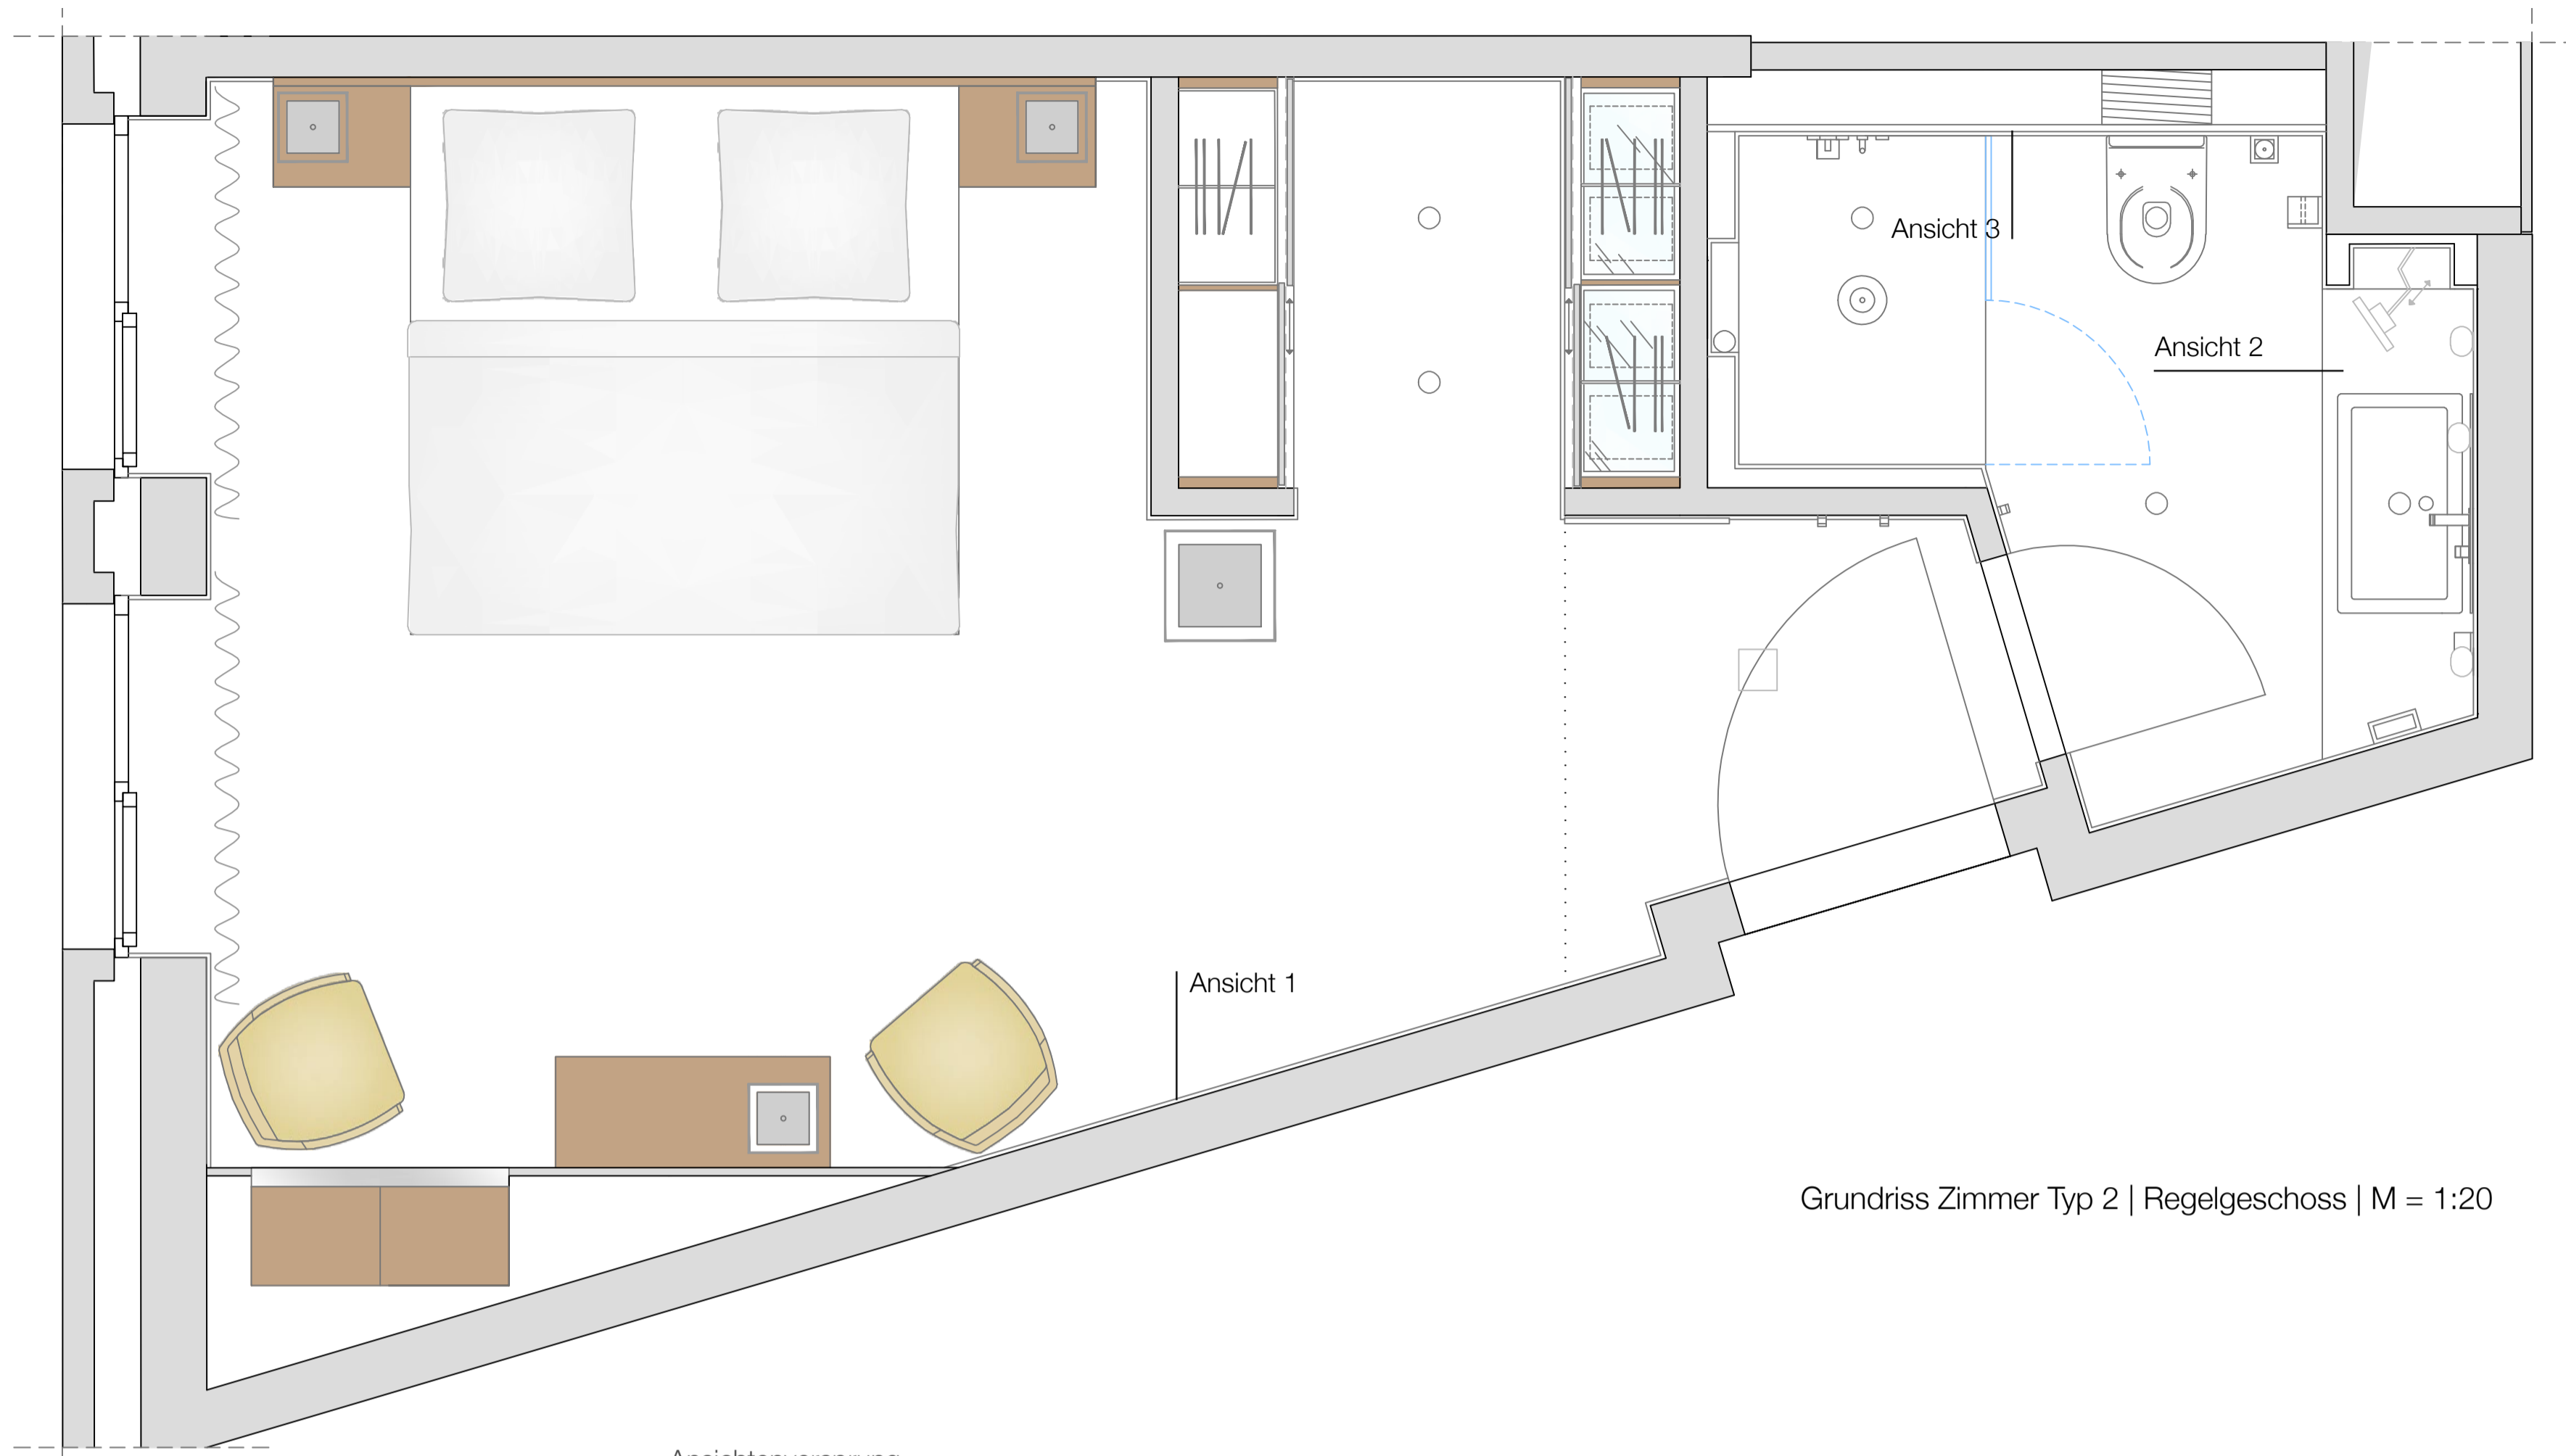 Ansicht 3
Ansicht 2
Ansicht 1
Grundriss Zimmer Typ 2 | Regelgeschoss | M = 1:20